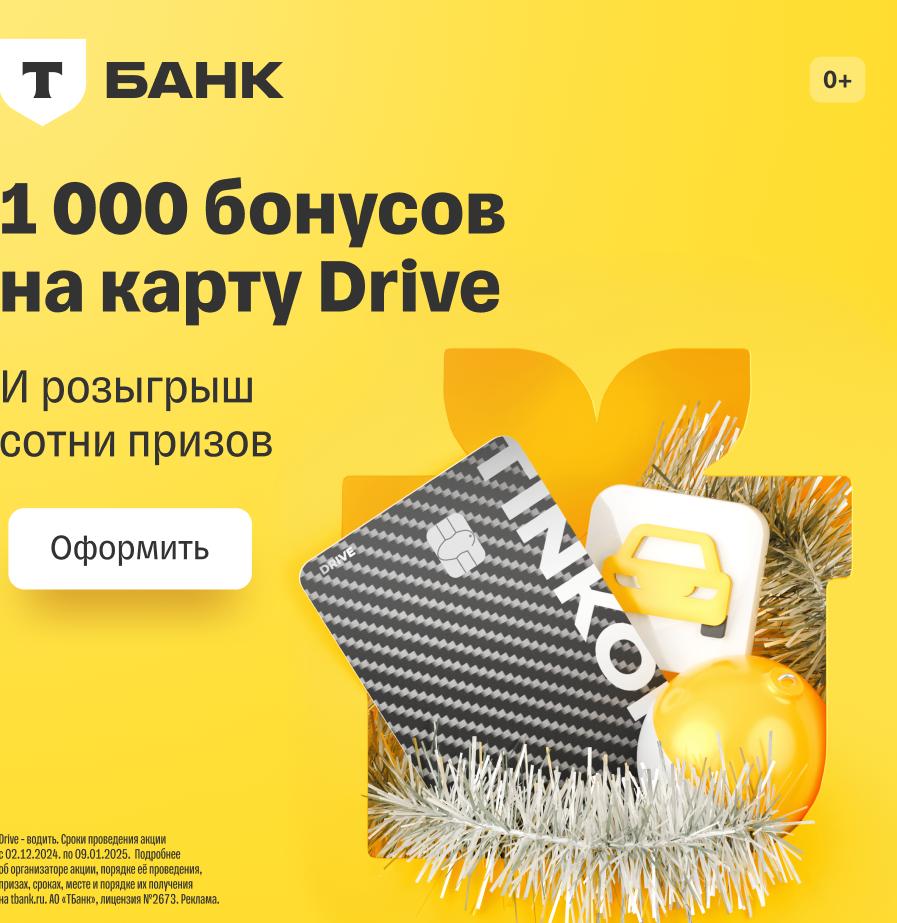 Т БАНК
0+
1 000 бонусов
на карту Drive
И розыгрыш
сотни призов
Оформить
DRIVE
TINKO
Drive - водить. Сроки проведения акции
с 02.12.2024. по 09.01.2025. Подробнее
об организаторе акции, порядке её проведения,
призах, сроках, месте и порядке их получения
на tbank.ru. АО «ТБанк», лицензия №2673. Реклама.